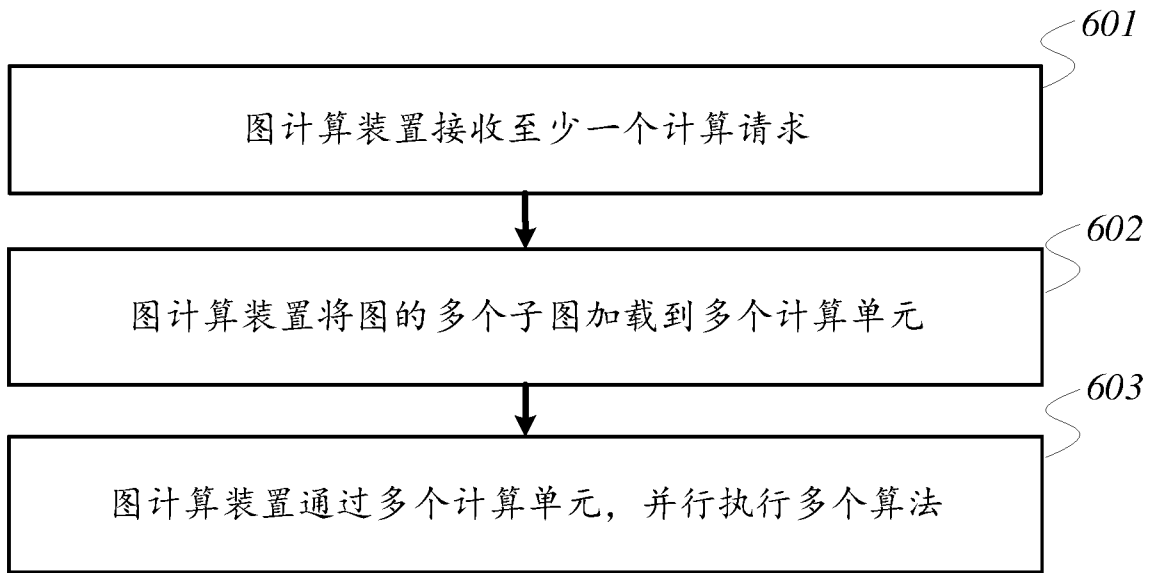 601
图计算装置接收至少一个计算请求
602
图计算装置将图的多个子图加载到多个计算单元
603
图计算装置通过多个计算单元，并行执行多个算法